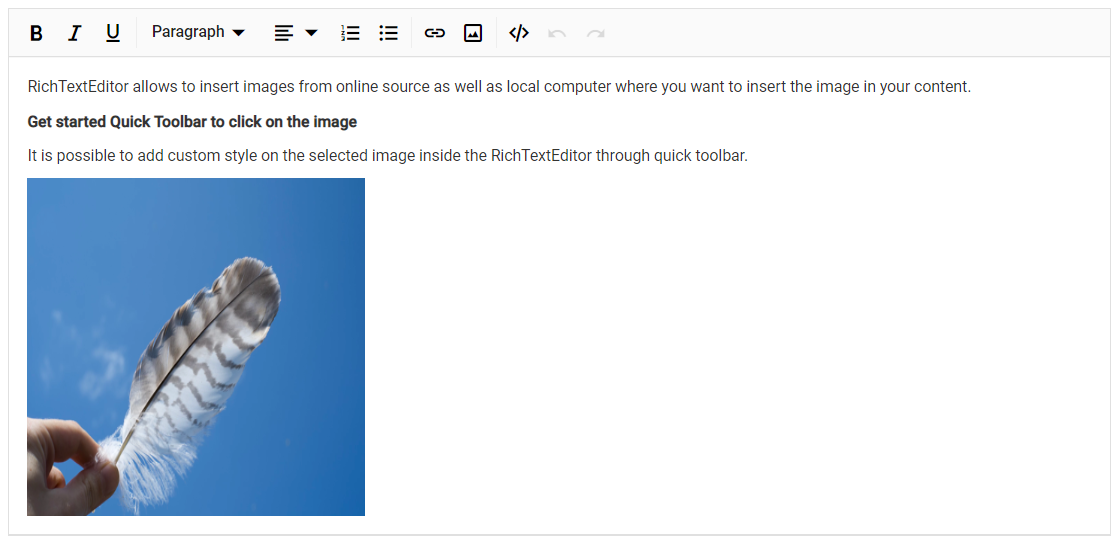 B I U Paragraph
RichTextEditor allows to insert images from online source as well as local computer where you want to insert the image in your content.
Get started Quick Toolbar to click on the image
It is possible to add custom style on the selected image inside the RichTextEditor through quick toolbar.